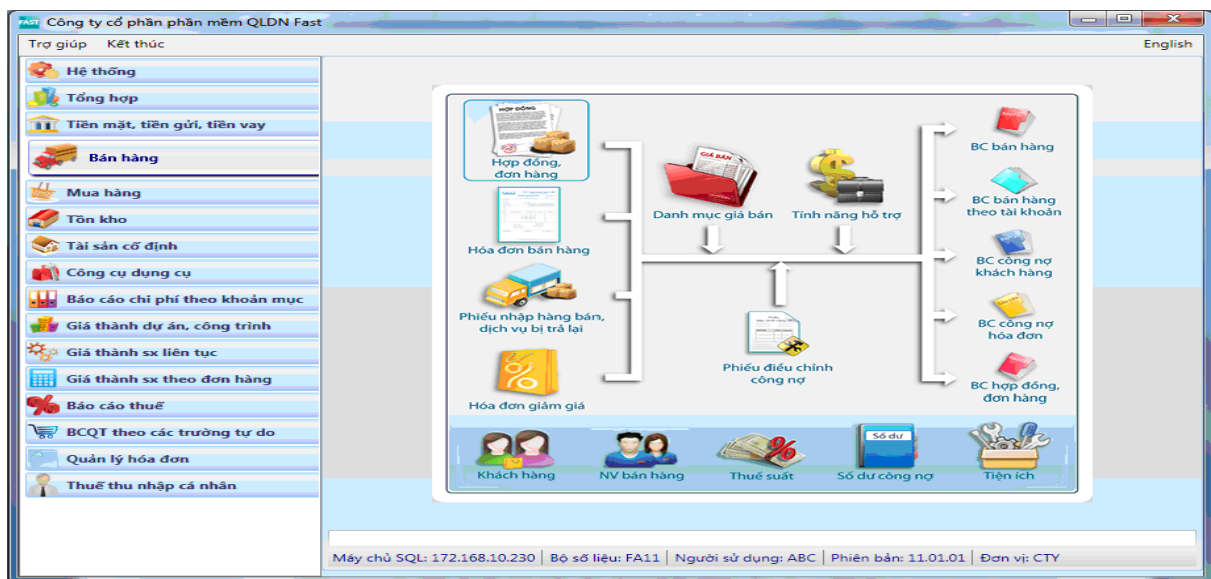 FAST Công ty cổ phần phần mềm QLDN Fast
Trợ giúp Kết thúc English
Hệ thống
Tổng hợp
Tiền mặt, tiền gửi, tiền vay
Bán hàng
Mua hàng
Tồn kho
Tài sản cố định
Công cụ dụng cụ
Báo cáo chi phí theo khoản mục
Giá thành dự án, công trình
Giá thành sx liên tục
Giá thành sx theo đơn hàng
Báo cáo thuế
BCQT theo các trường tự do
Quản lý hóa đơn
Thuế thu nhập cá nhân
HỢP ĐỒNG
Hợp đồng,
đơn hàng
Hóa đơn bán hàng
Phiếu nhập hàng bán,
dịch vụ bị trả lại
Hóa đơn giảm giá
GIÁ BÁN
Danh mục giá bán
Tính năng hỗ trợ
Phiếu điều chỉnh
công nợ
BC bán hàng
BC bán hàng
theo tài khoản
BC công nợ
khách hàng
BC công nợ
hóa đơn
BC hợp đồng,
đơn hàng
Khách hàng
NV bán hàng
Thuế suất
Số dư
Số dư công nợ
Tiện ích
Máy chủ SQL: 172.168.10.230 | Bộ số liệu: FA11 | Người sử dụng: ABC | Phiên bản: 11.01.01 | Đơn vị: CTY